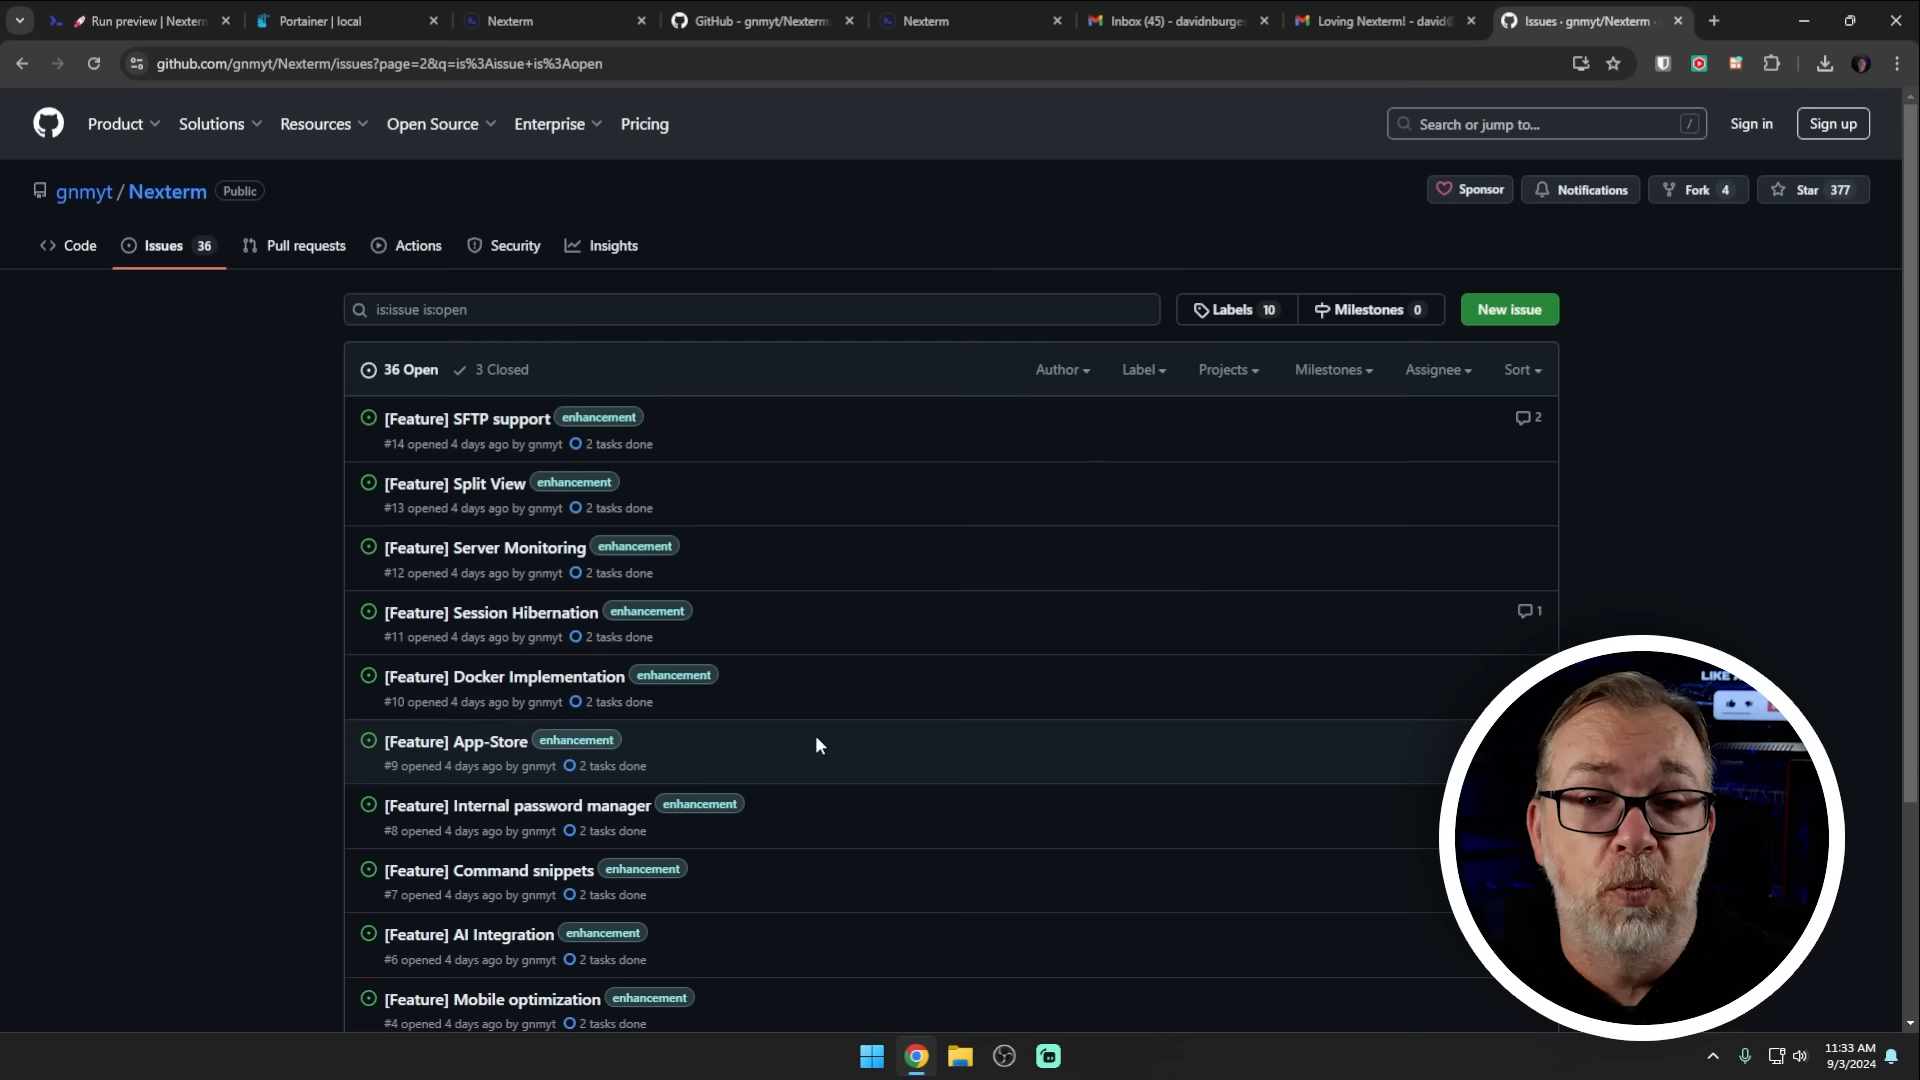 Run preview | Nexterm
Portainer | local
Nexterm
GitHub - gnmyt/Nexterm
Nexterm
Inbox (45) - davidnburge
Loving Nexterm! - david@
Issues · gnmyt/Nexterm ·
github.com/gnmyt/Nexterm/issues?page=2&q=is%3Aissue+is%3Aopen
Product
Solutions
Resources
Open Source
Enterprise
Pricing
Search or jump to...
/
Sign in
Sign up
gnmyt / Nexterm
Public
Sponsor
Notifications
Fork 4
Star 377
Code
Issues 36
Pull requests
Actions
Security
Insights
is:issue is:open
Labels 10
Milestones 0
New issue
36 Open
3 Closed
Author
Label
Projects
Milestones
Assignee
Sort
[Feature] SFTP support enhancement
2
#14 opened 4 days ago by gnmyt 2 tasks done
[Feature] Split View enhancement
#13 opened 4 days ago by gnmyt 2 tasks done
[Feature] Server Monitoring enhancement
#12 opened 4 days ago by gnmyt 2 tasks done
[Feature] Session Hibernation enhancement
1
#11 opened 4 days ago by gnmyt 2 tasks done
[Feature] Docker Implementation enhancement
#10 opened 4 days ago by gnmyt 2 tasks done
[Feature] App-Store enhancement
#9 opened 4 days ago by gnmyt 2 tasks done
[Feature] Internal password manager enhancement
#8 opened 4 days ago by gnmyt 2 tasks done
[Feature] Command snippets enhancement
#7 opened 4 days ago by gnmyt 2 tasks done
[Feature] AI Integration enhancement
#6 opened 4 days ago by gnmyt 2 tasks done
[Feature] Mobile optimization enhancement
#4 opened 4 days ago by gnmyt 2 tasks done
LIKE
11:33 AM
9/3/2024